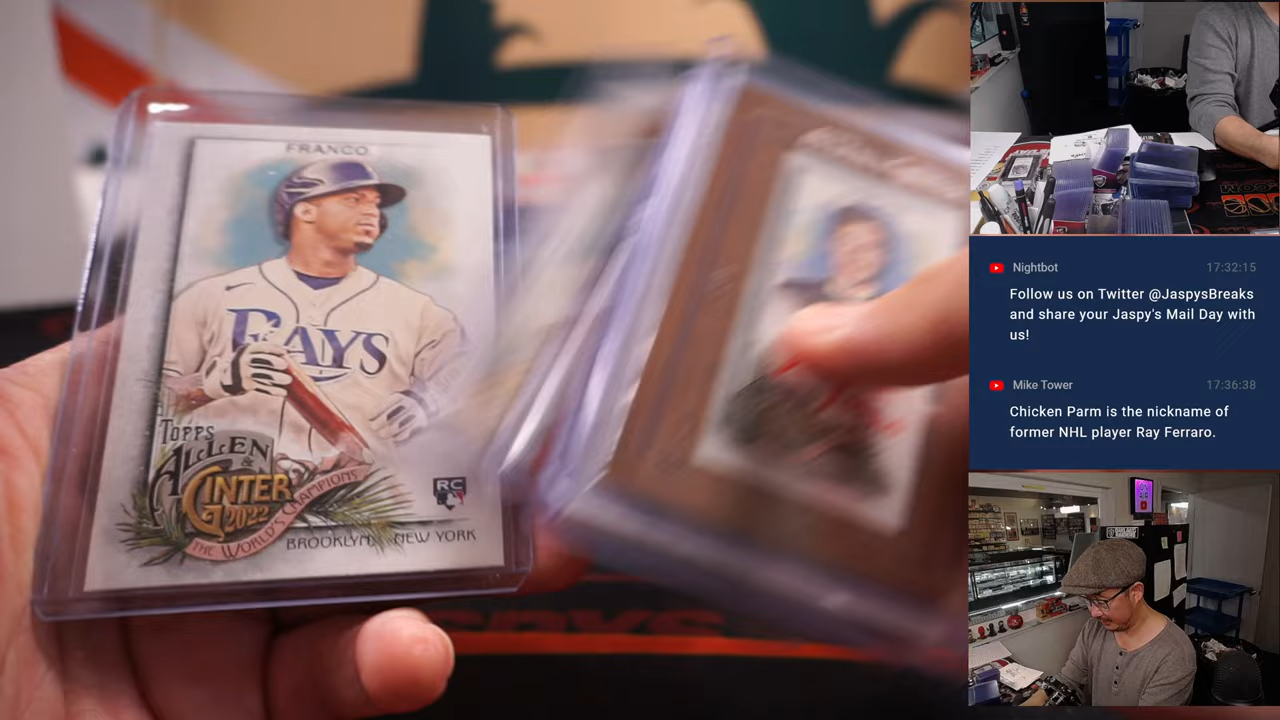 FRANCO
RAYS
TOPPS
ALLEN
&
GINTER
2022
THE WORLD'S CHAMPIONS
RC
BROOKLYN, NEW YORK
JASPYS
Nightbot 17:32:15
Follow us on Twitter @JaspysBreaks
and share your Jaspy's Mail Day with
us!
Mike Tower 17:36:38
Chicken Parm is the nickname of
former NHL player Ray Ferraro.